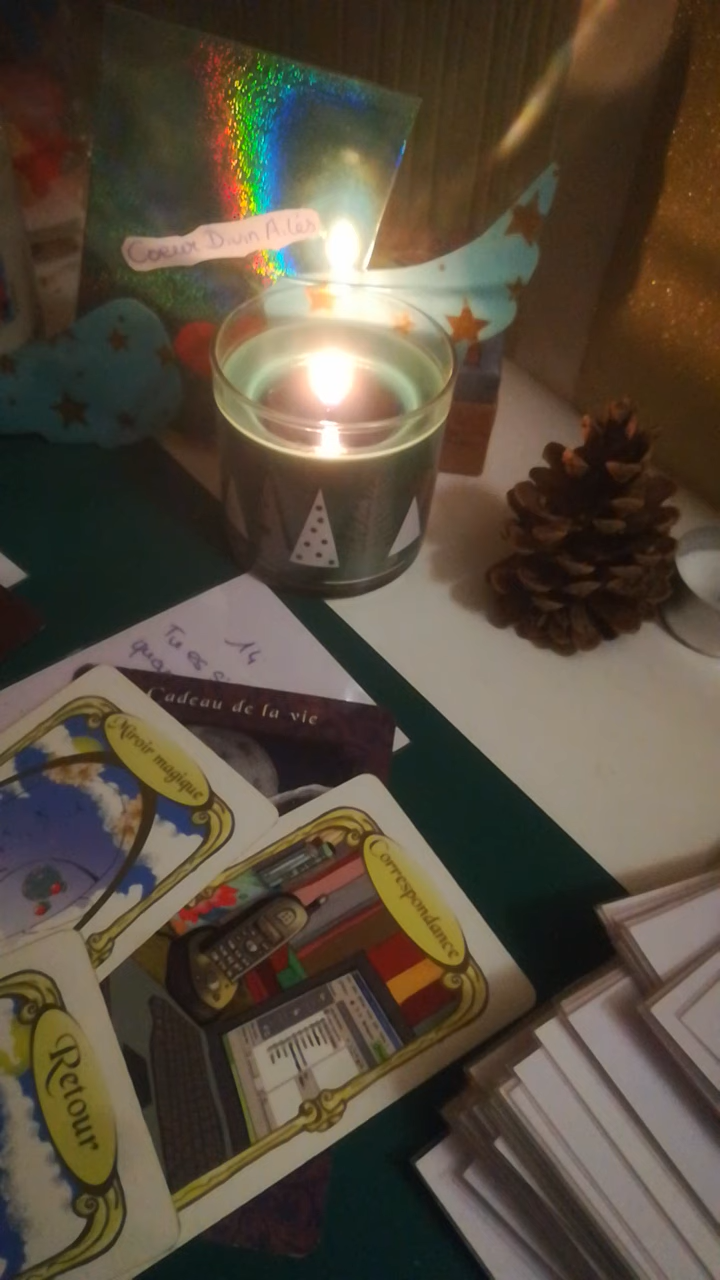 Coeur Divin Ailés
14
Tu es
Cadeau de la vie
Miroir magique
Correspondance
Retour